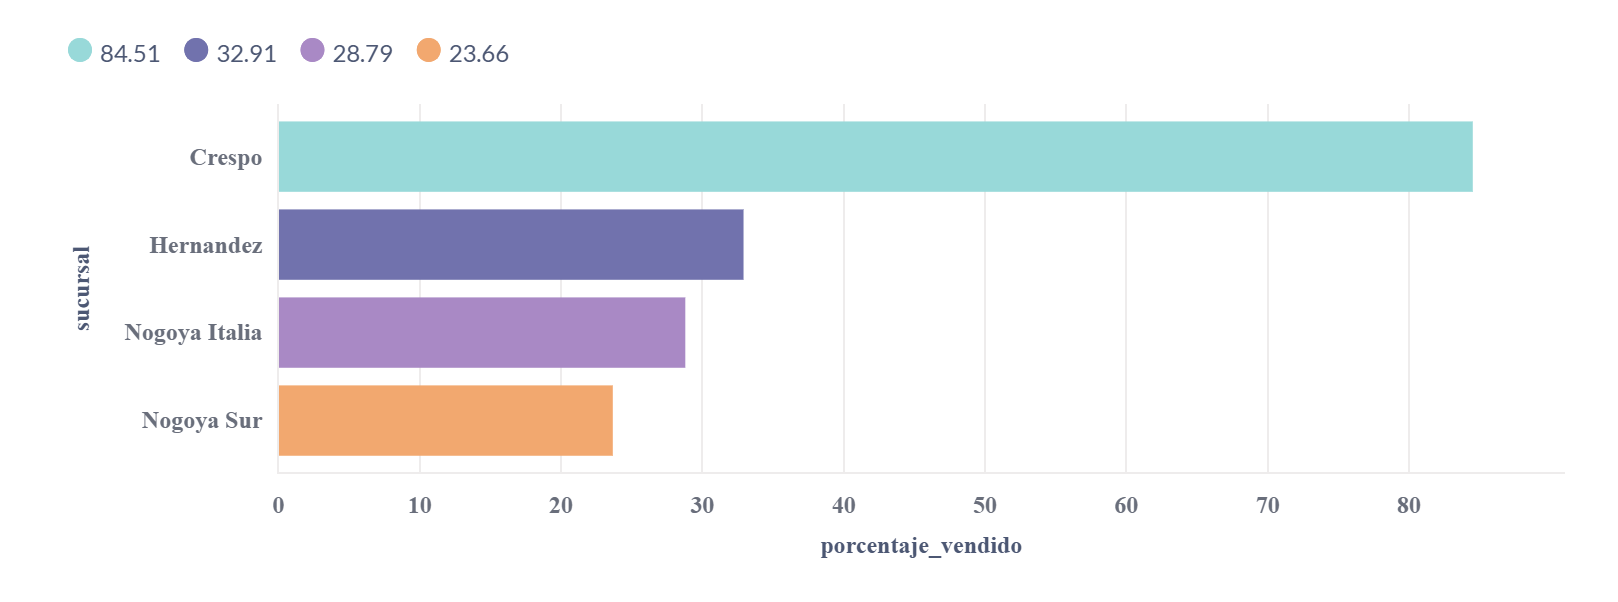 84.51 32.91 28.79 23.66
Crespo
Hernandez
Nogoya Italia
Nogoya Sur
sucursal
0 10 20 30 40 50 60 70 80
porcentaje_vendido